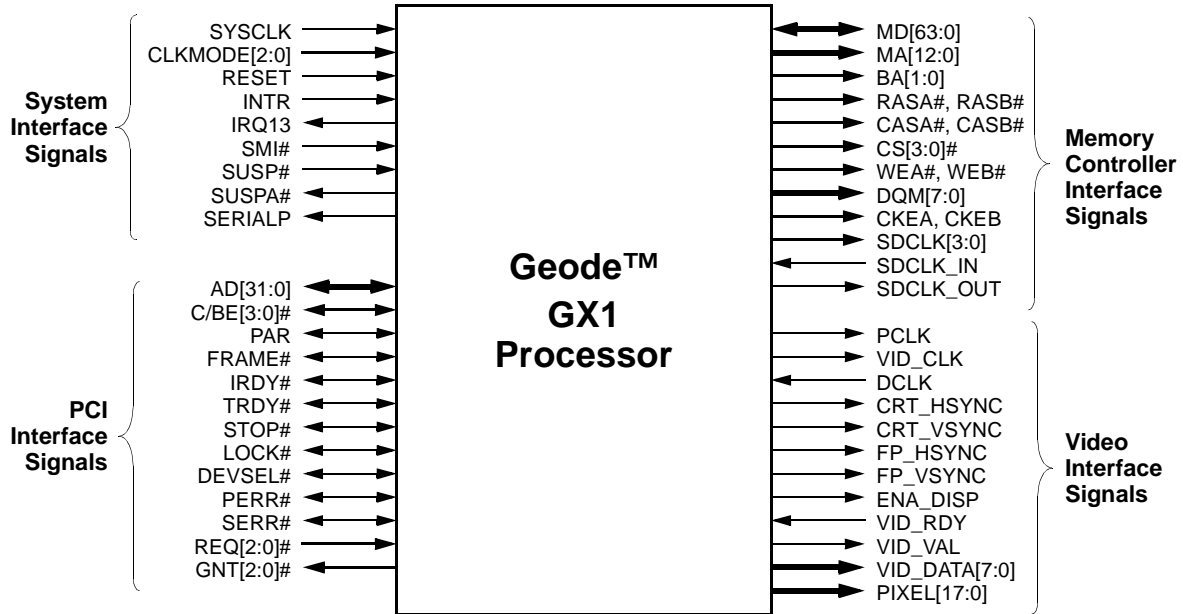 System
Interface
Signals
SYSCLK
CLKMODE[2:0]
RESET
INTR
IRQ13
SMI#
SUSP#
SUSPA#
SERIALP
PCI
Interface
Signals
AD[31:0]
C/BE[3:0]#
PAR
FRAME#
IRDY#
TRDY#
STOP#
LOCK#
DEVSEL#
PERR#
SERR#
REQ[2:0]#
GNT[2:0]#
Geode™
GX1
Processor
MD[63:0]
MA[12:0]
BA[1:0]
RASA#, RASB#
CASA#, CASB#
CS[3:0]#
WEA#, WEB#
DQM[7:0]
CKEA, CKEB
SDCLK[3:0]
SDCLK_IN
SDCLK_OUT
Memory
Controller
Interface
Signals
PCLK
VID_CLK
DCLK
CRT_HSYNC
CRT_VSYNC
FP_HSYNC
FP_VSYNC
ENA_DISP
VID_RDY
VID_VAL
VID_DATA[7:0]
PIXEL[17:0]
Video
Interface
Signals